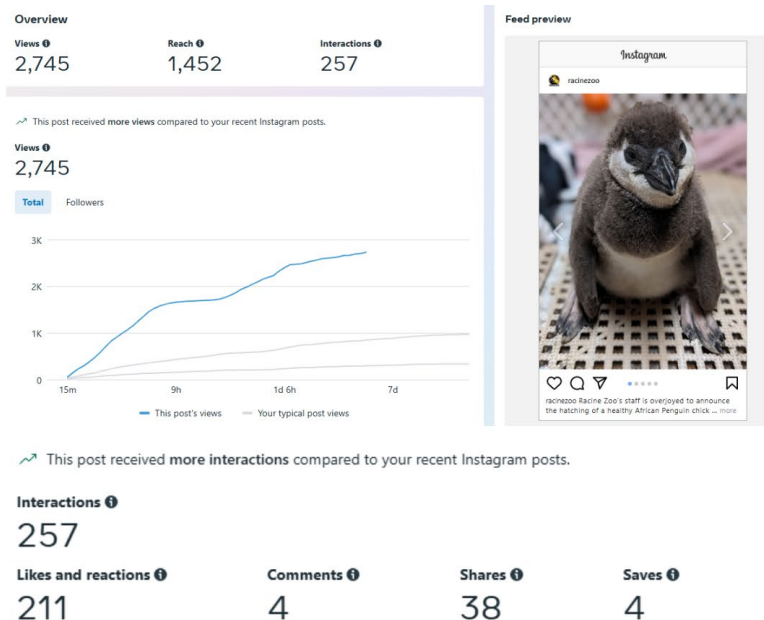 Overview
Views
2,745
Reach
1,452
Interactions
257
This post received more views compared to your recent Instagram posts.
Views
2,745
Total
Followers
3K
2K
1K
0
15m
9h
1d 6h
7d
This post's views
Your typical post views
Feed preview
Instagram
racinezoo
racinezoo Racine Zoo's staff is overjoyed to announce
the hatching of a healthy African Penguin chick ... more
This post received more interactions compared to your recent Instagram posts.
Interactions
257
Likes and reactions
211
Comments
4
Shares
38
Saves
4